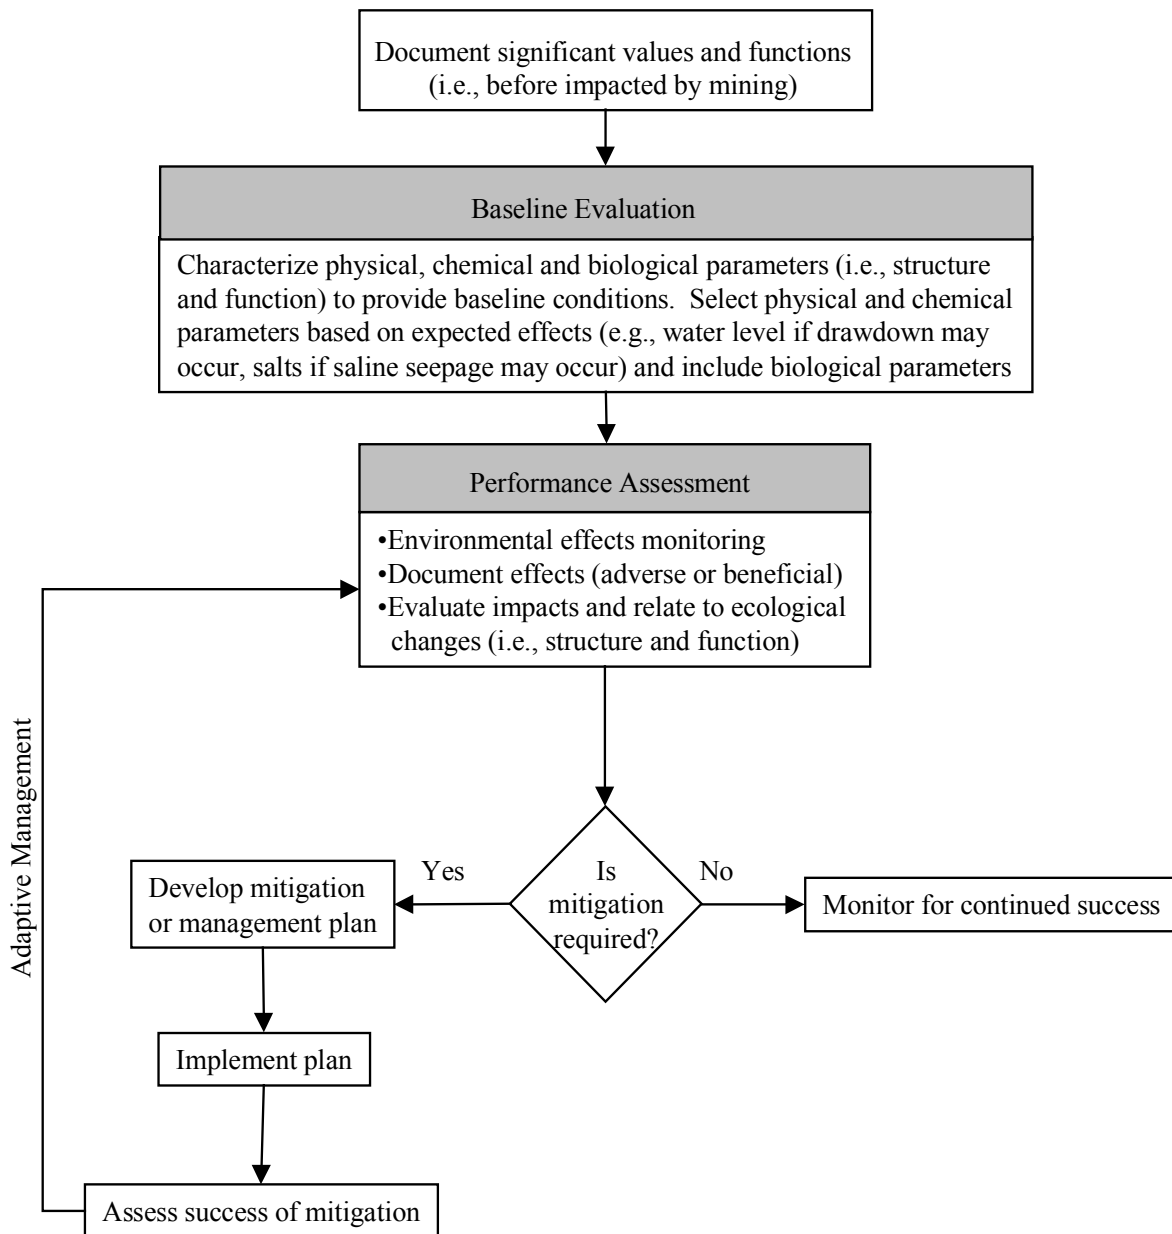 Document significant values and functions
(i.e., before impacted by mining)
Baseline Evaluation
Characterize physical, chemical and biological parameters (i.e., structure
and function) to provide baseline conditions.  Select physical and chemical
parameters based on expected effects (e.g., water level if drawdown may
occur, salts if saline seepage may occur) and include biological parameters
Performance Assessment
•Environmental effects monitoring
•Document effects (adverse or beneficial)
•Evaluate impacts and relate to ecological
changes (i.e., structure and function)
Adaptive Management
Is
mitigation
required?
Yes
No
Develop mitigation
or management plan
Monitor for continued success
Implement plan
Assess success of mitigation